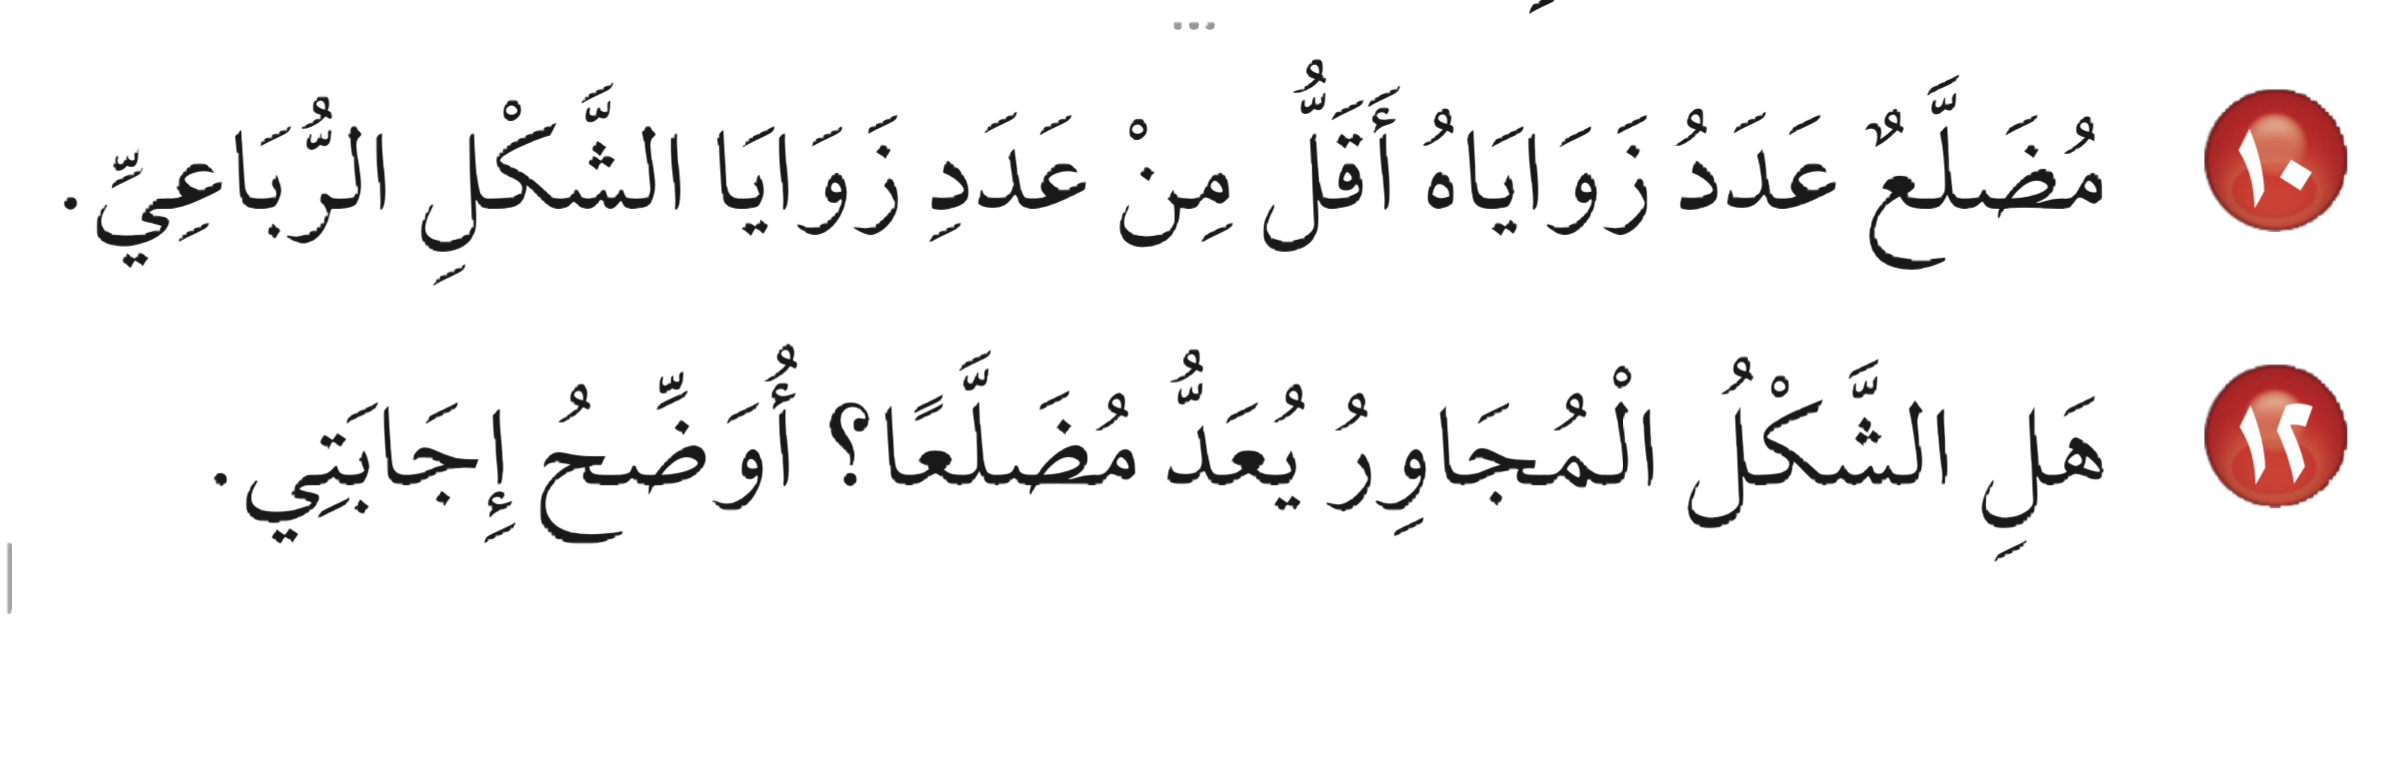 ١٠ مُضَلَّعٌ عَدَدُ زَوَايَاهُ أَقَلُّ مِنْ عَدَدِ زَوَايَا الشَّكْلِ الرُّبَاعِيِّ.
١٢ هَلِ الشَّكْلُ الْمُجَاوِرُ يُعَدُّ مُضَلَّعًا؟ أُوَضِّحُ إِجَابَتِي.